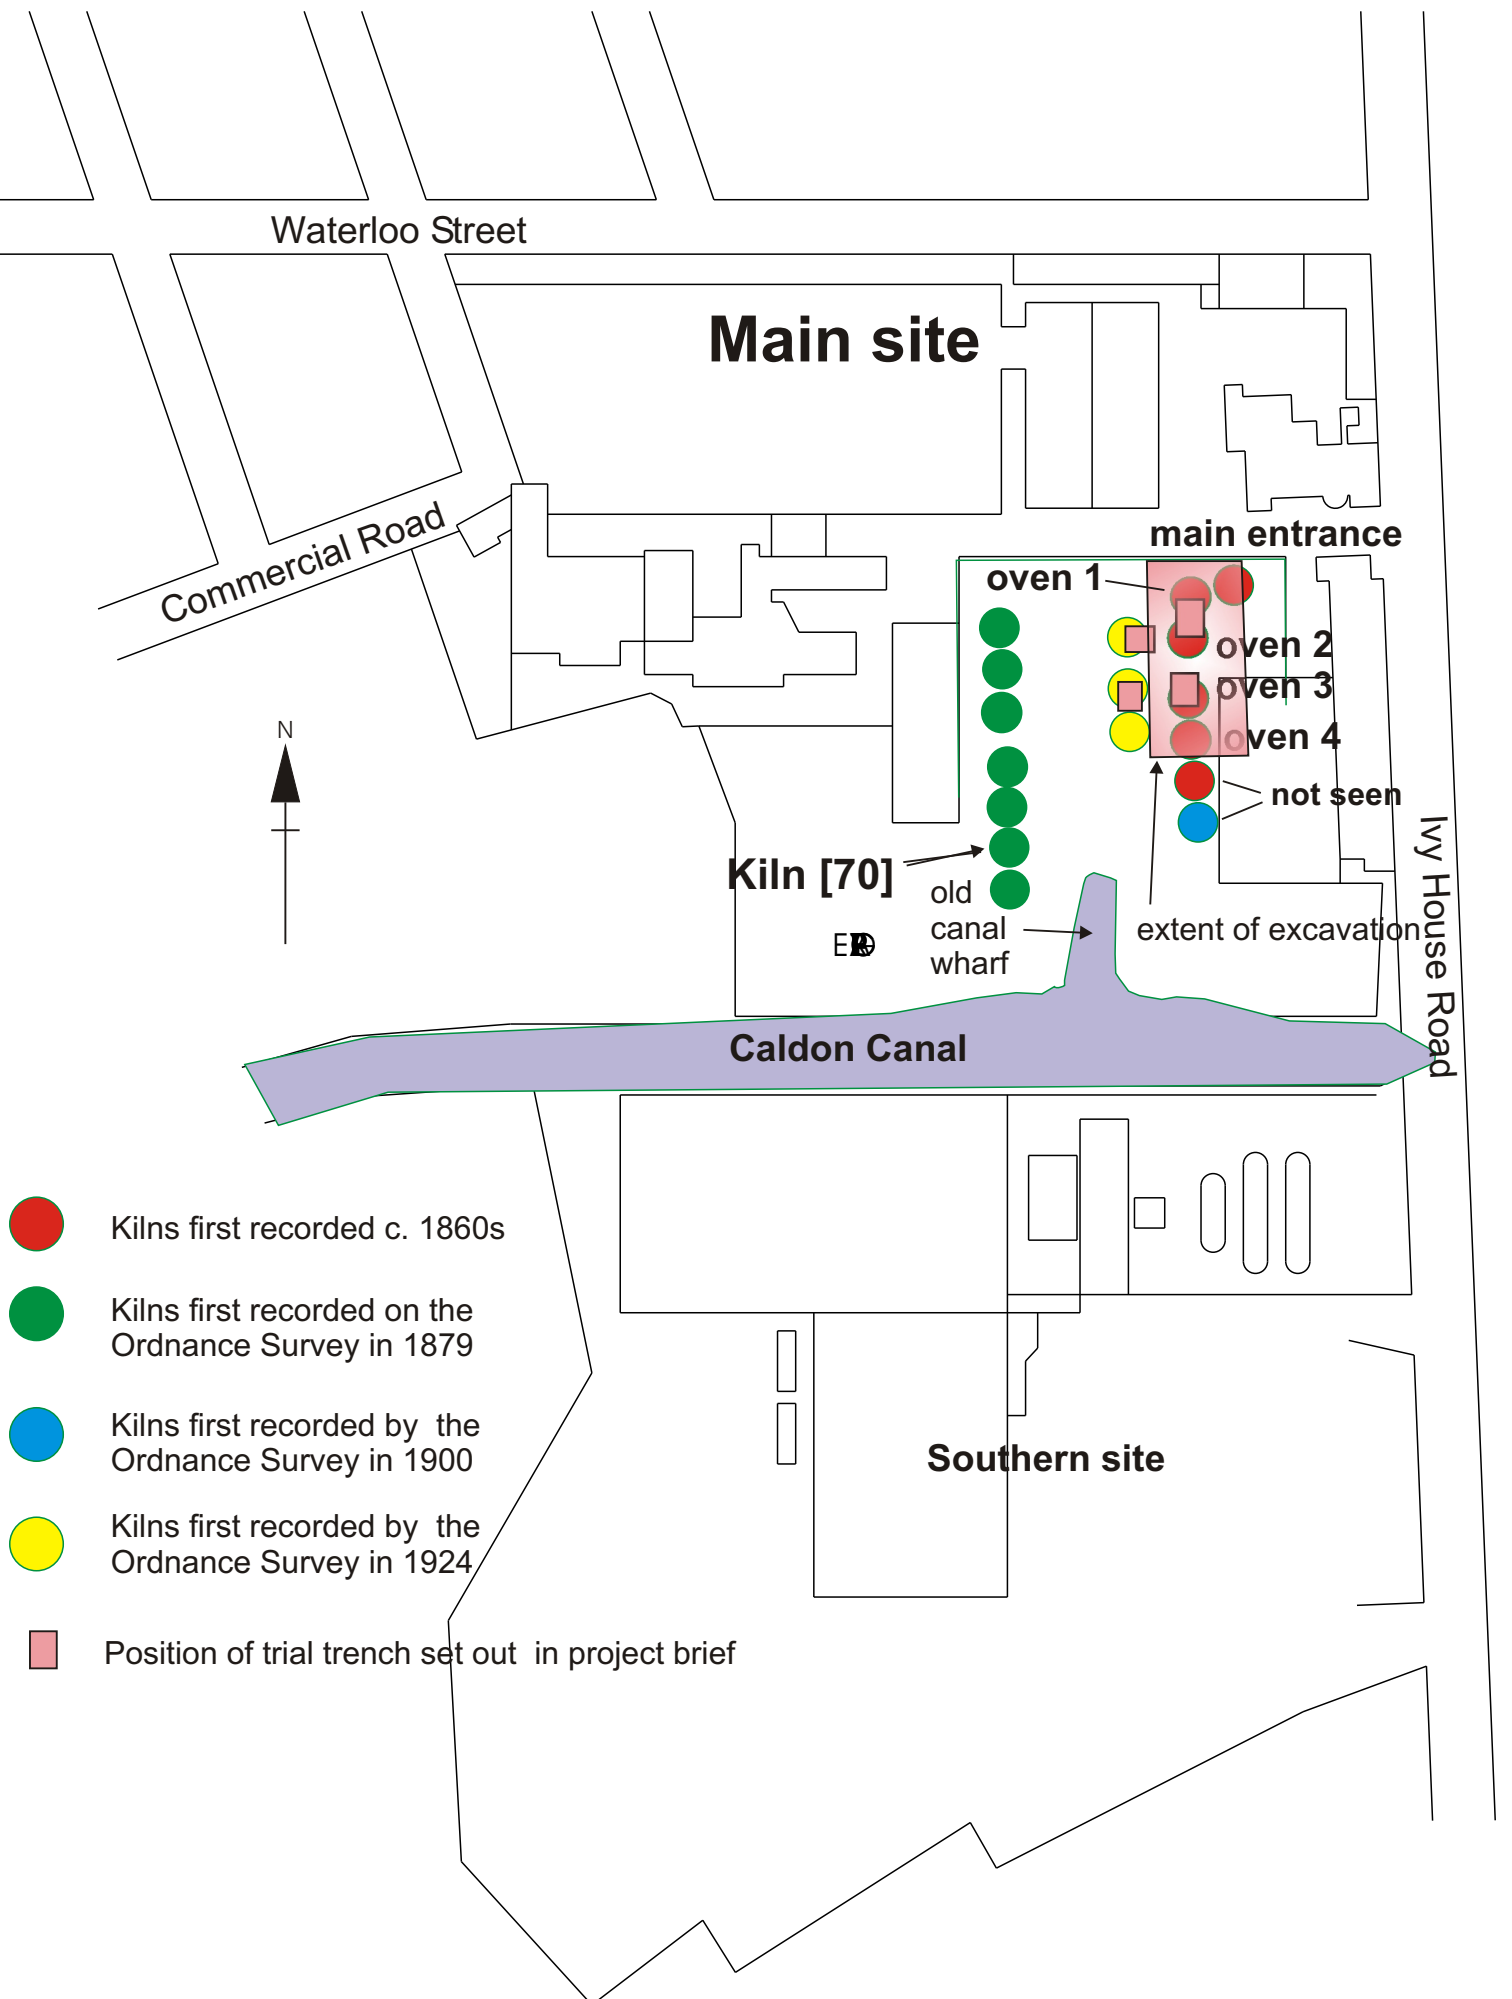 Waterloo Street
Main site
Commercial Road
main entrance
oven 1
oven 2
oven 3
oven 4
not seen
N
Kiln [70]
old
canal
wharf
extent of excavation
Ivy House Road
Caldon Canal
Kilns first recorded c. 1860s
Kilns first recorded on the
Ordnance Survey in 1879
Kilns first recorded by the
Ordnance Survey in 1900
Southern site
Kilns first recorded by the
Ordnance Survey in 1924
Position of trial trench set out in project brief